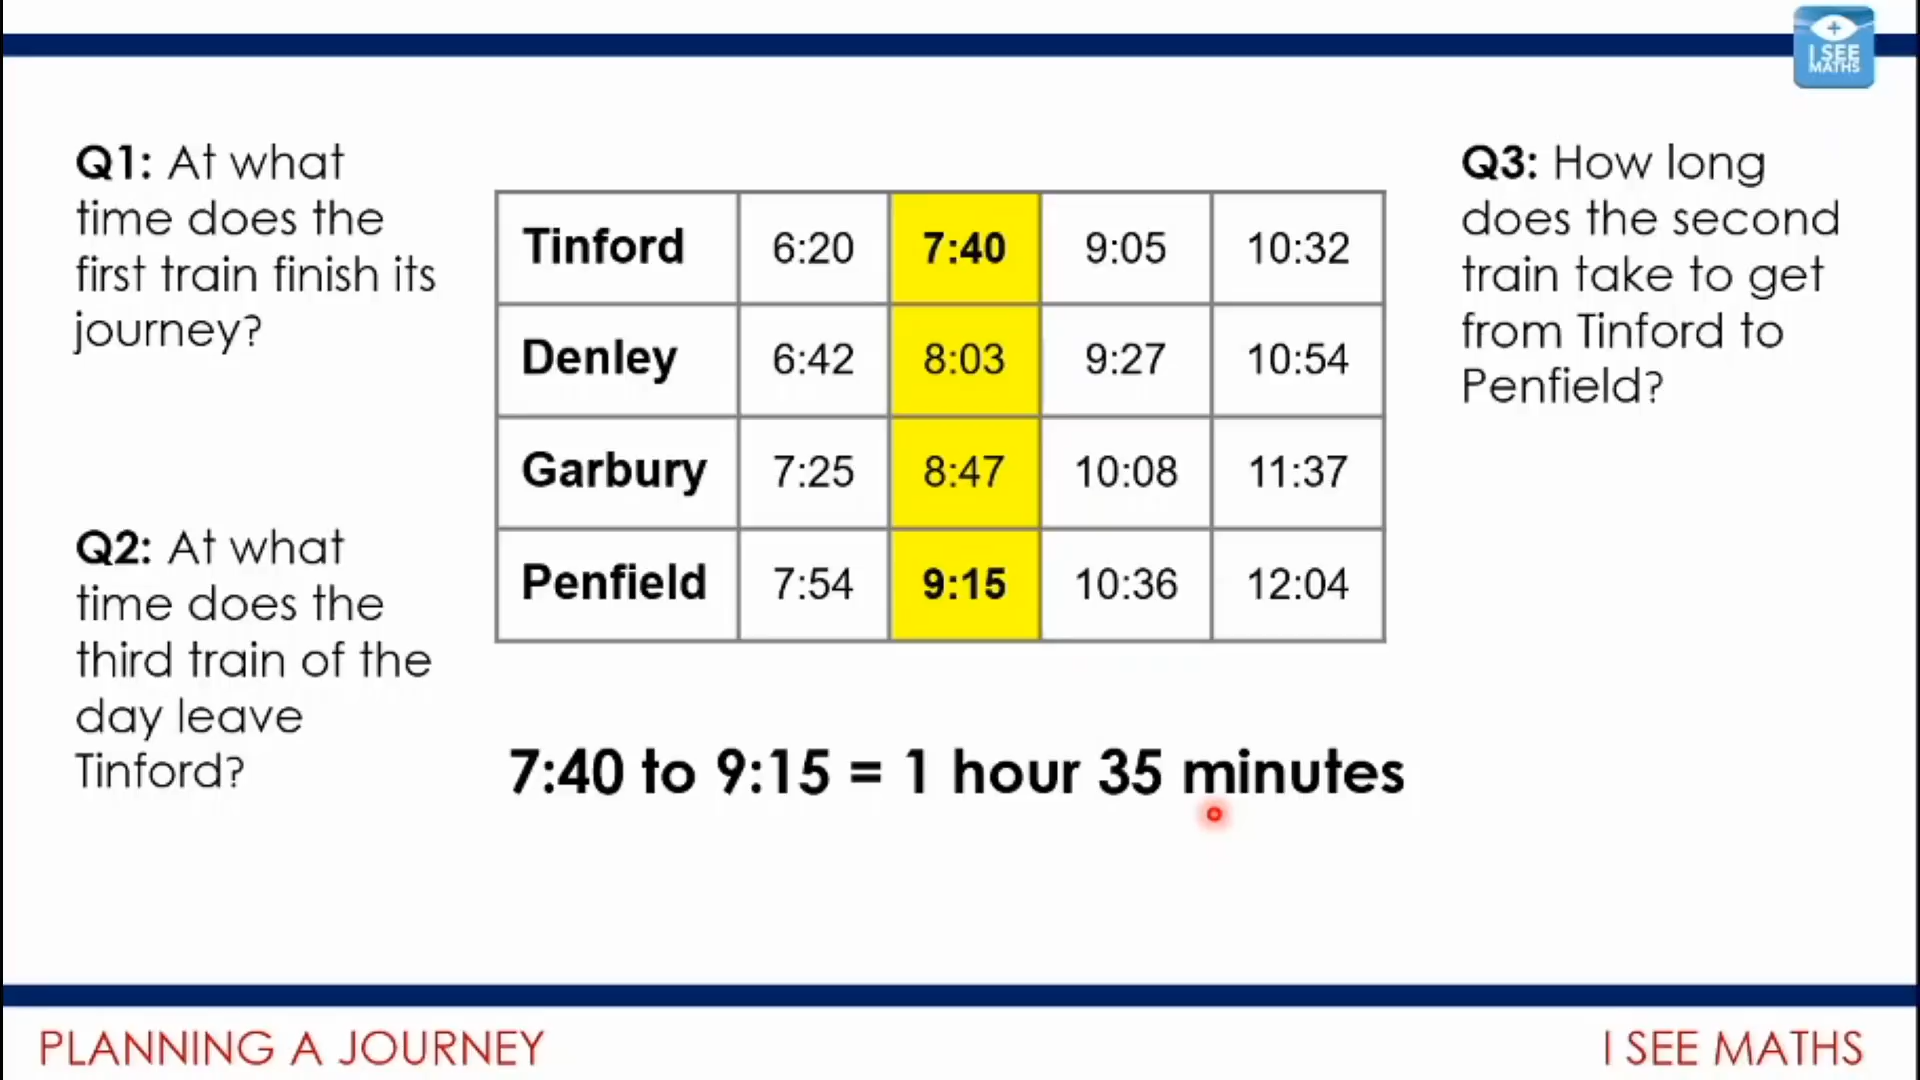 +
I SEE
MATHS
Q1: At what
time does the
first train finish its
journey?
Q2: At what
time does the
third train of the
day leave
Tinford?
Tinford 6:20 7:40 9:05 10:32
Denley 6:42 8:03 9:27 10:54
Garbury 7:25 8:47 10:08 11:37
Penfield 7:54 9:15 10:36 12:04
7:40 to 9:15 = 1 hour 35 minutes
Q3: How long
does the second
train take to get
from Tinford to
Penfield?
PLANNING A JOURNEY
I SEE MATHS